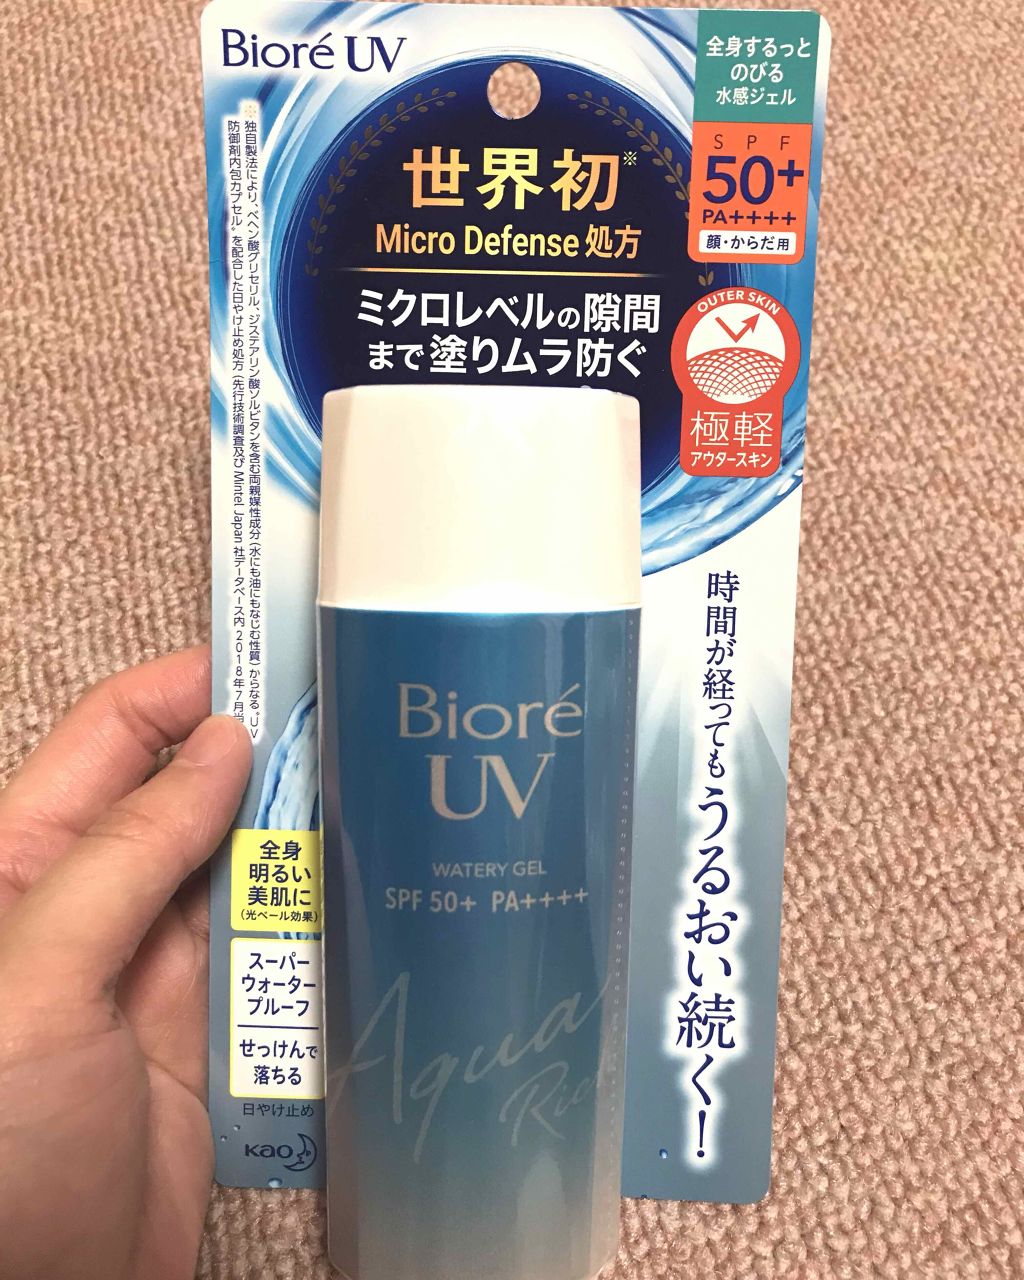 Bioré UV
全身するっと
のびる
水感ジェル
SPF
50+
PA++++
顔・からだ用
世界初※
Micro Defense 処方
ミクロレベルの隙間
まで塗りムラ防ぐ
※独自製法により、ベヘン酸グリセリル、ジステアリン酸ソルビタンを含む両親媒性成分(水にも油にもなじむ性質)からなる。"UV
防御剤内包カプセル"を配合した日やけ止め処方(先行技術調査及びMintel Japan 社データベース内 2018年7月当
OUTER SKIN
極軽
アウタースキン
時間が経っても
うるおい続く!
Bioré
UV
WATERY GEL
SPF 50+ PA++++
Aqua
Rich
全身
明るい
美肌に
(光ベール効果)
スーパー
ウォーター
プルーフ
せっけんで
落ちる
日やけ止め
Kao